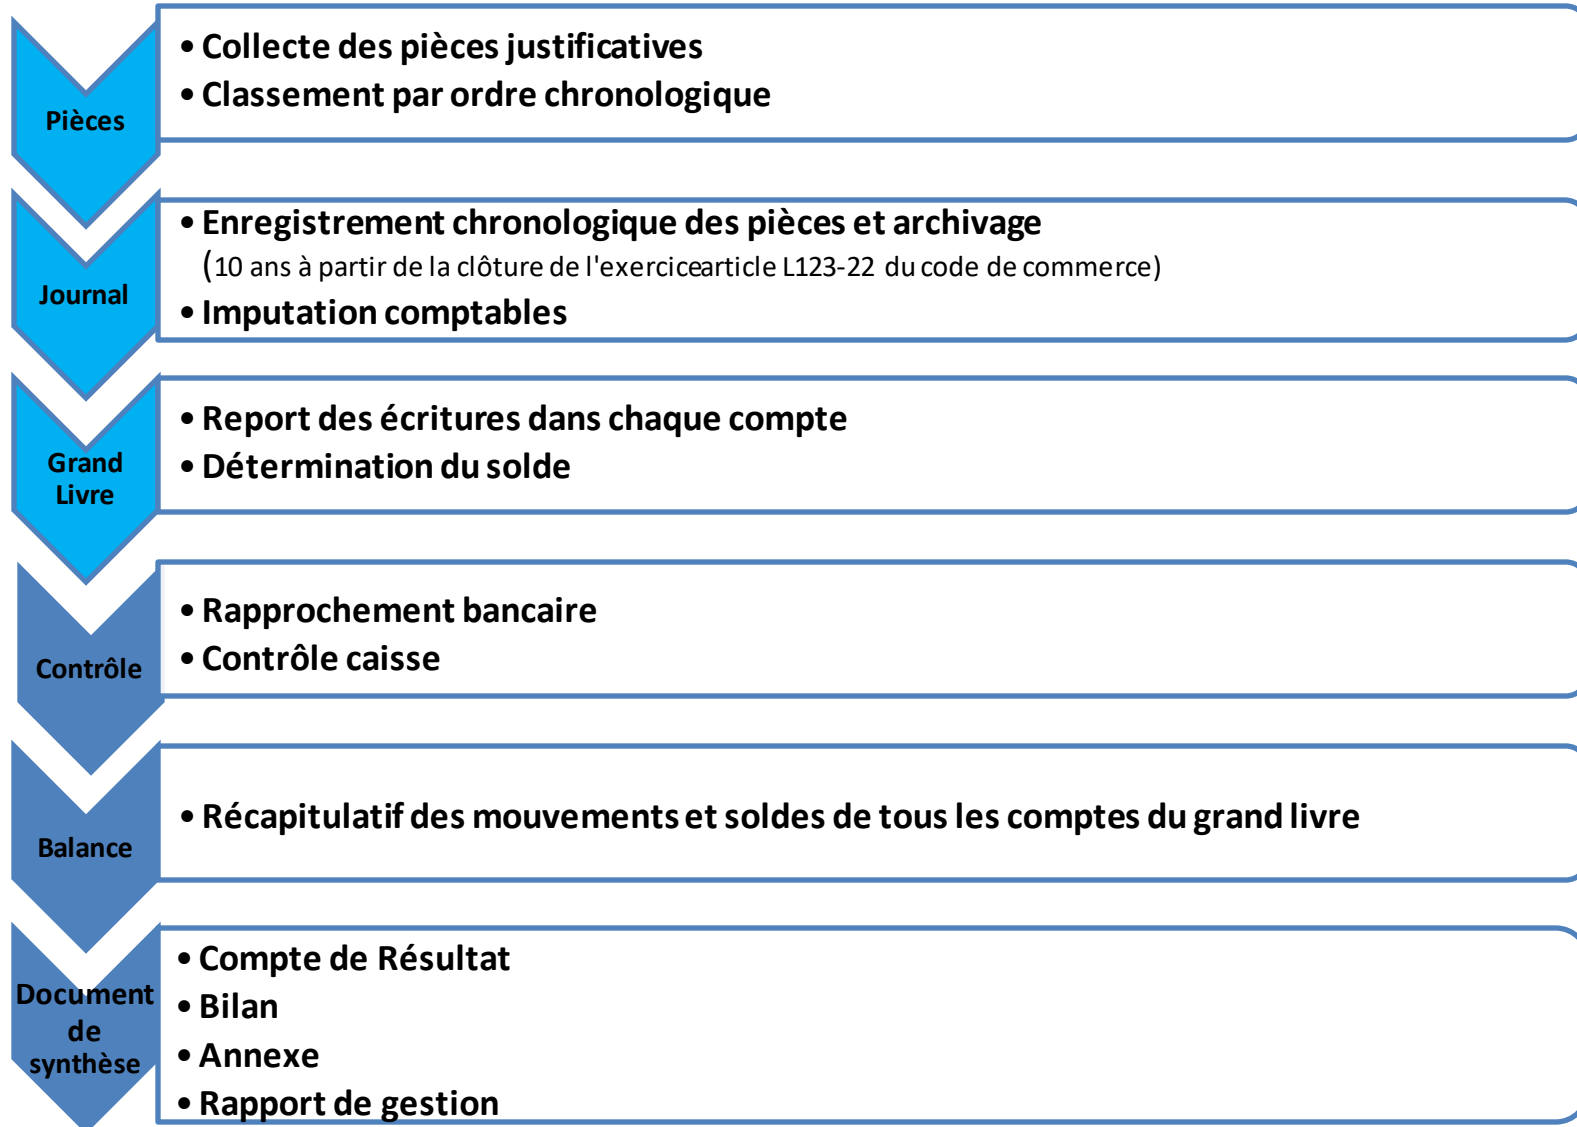 Pièces
• Collecte des pièces justificatives
• Classement par ordre chronologique
Journal
• Enregistrement chronologique des pièces et archivage
(10 ans à partir de la clôture de l'exercicearticle L123-22 du code de commerce)
• Imputation comptables
Grand
Livre
• Report des écritures dans chaque compte
• Détermination du solde
Contrôle
• Rapprochement bancaire
• Contrôle caisse
Balance
• Récapitulatif des mouvements et soldes de tous les comptes du grand livre
Document
de
synthèse
• Compte de Résultat
• Bilan
• Annexe
• Rapport de gestion